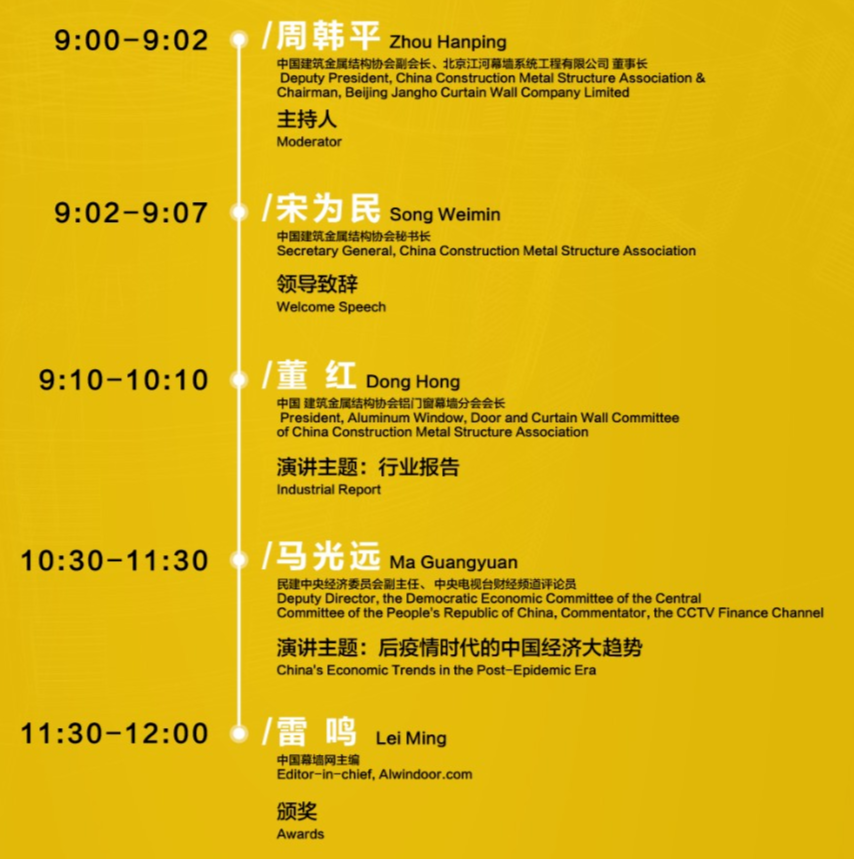 9:00-9:02
/周韩平 Zhou Hanping
中国建筑金属结构协会副会长、北京江河幕墙系统工程有限公司 董事长
Deputy President, China Construction Metal Structure Association &
Chairman, Beijing Jangho Curtain Wall Company Limited
主持人
Moderator
9:02-9:07
/宋为民 Song Weimin
中国建筑金属结构协会秘书长
Secretary General, China Construction Metal Structure Association
领导致辞
Welcome Speech
9:10-10:10
/董 红 Dong Hong
中国 建筑金属结构协会铝门窗幕墙分会会长
President, Aluminum Window, Door and Curtain Wall Committee
of China Construction Metal Structure Association
演讲主题：行业报告
Industrial Report
10:30-11:30
/马光远 Ma Guangyuan
民建中央经济委员会副主任、 中央电视台财经频道评论员
Deputy Director, the Democratic Economic Committee of the Central
Committee of the People's Republic of China, Commentator, the CCTV Finance Channel
演讲主题：后疫情时代的中国经济大趋势
China's Economic Trends in the Post-Epidemic Era
11:30-12:00
/雷 鸣 Lei Ming
中国幕墙网主编
Editor-in-chief, Alwindoor.com
颁奖
Awards